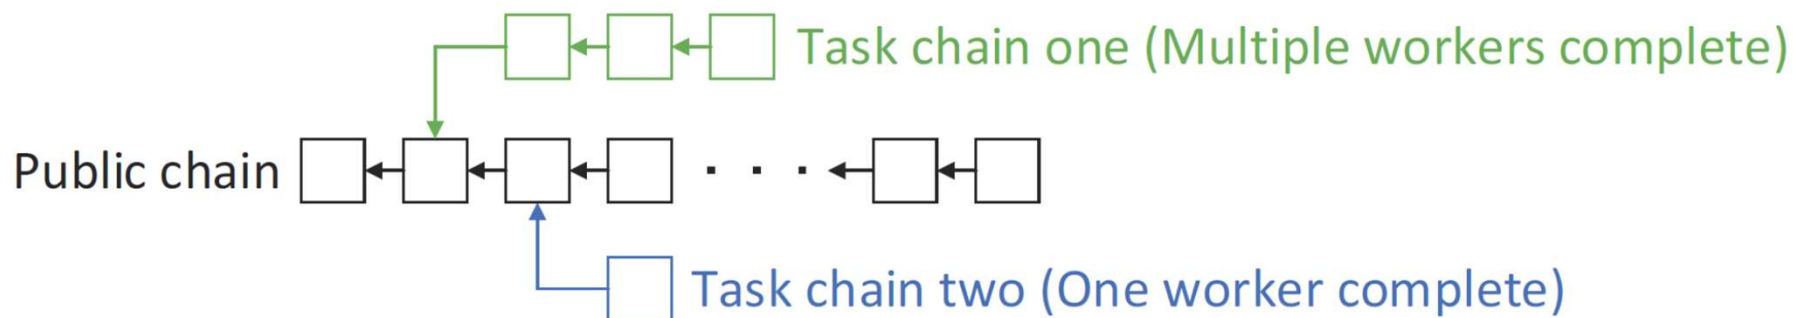 Task chain one (Multiple workers complete)
Public chain
Task chain two (One worker complete)